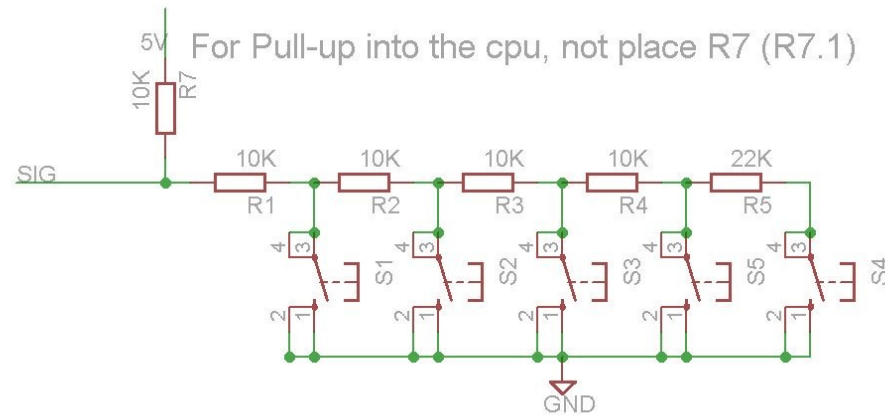 5V
For Pull-up into the cpu, not place R7 (R7.1)
10K
R7
SIG
10K 10K 10K 10K 22K
R1 R2 R3 R4 R5
4 3 4 3 4 3 4 3 4 3
S1 S2 S3 S5 S4
2 1 2 1 2 1 2 1 2 1
GND